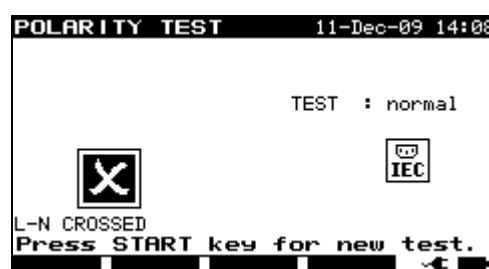 POLARITY TEST 11-Dec-09 14:08
TEST : normal
IEC
L-N CROSSED
Press START key for new test.